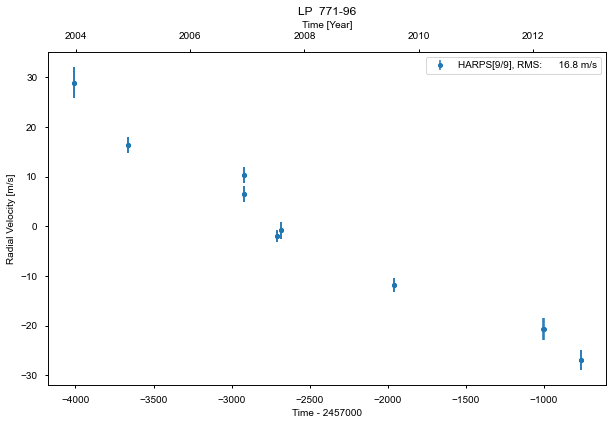 LP 771-96
Time [Year]
2004 2006 2008 2010 2012
HARPS[9/9], RMS: 16.8 m/s
Radial Velocity [m/s]
30
20
10
0
−10
−20
−30
−4000 −3500 −3000 −2500 −2000 −1500 −1000
Time - 2457000